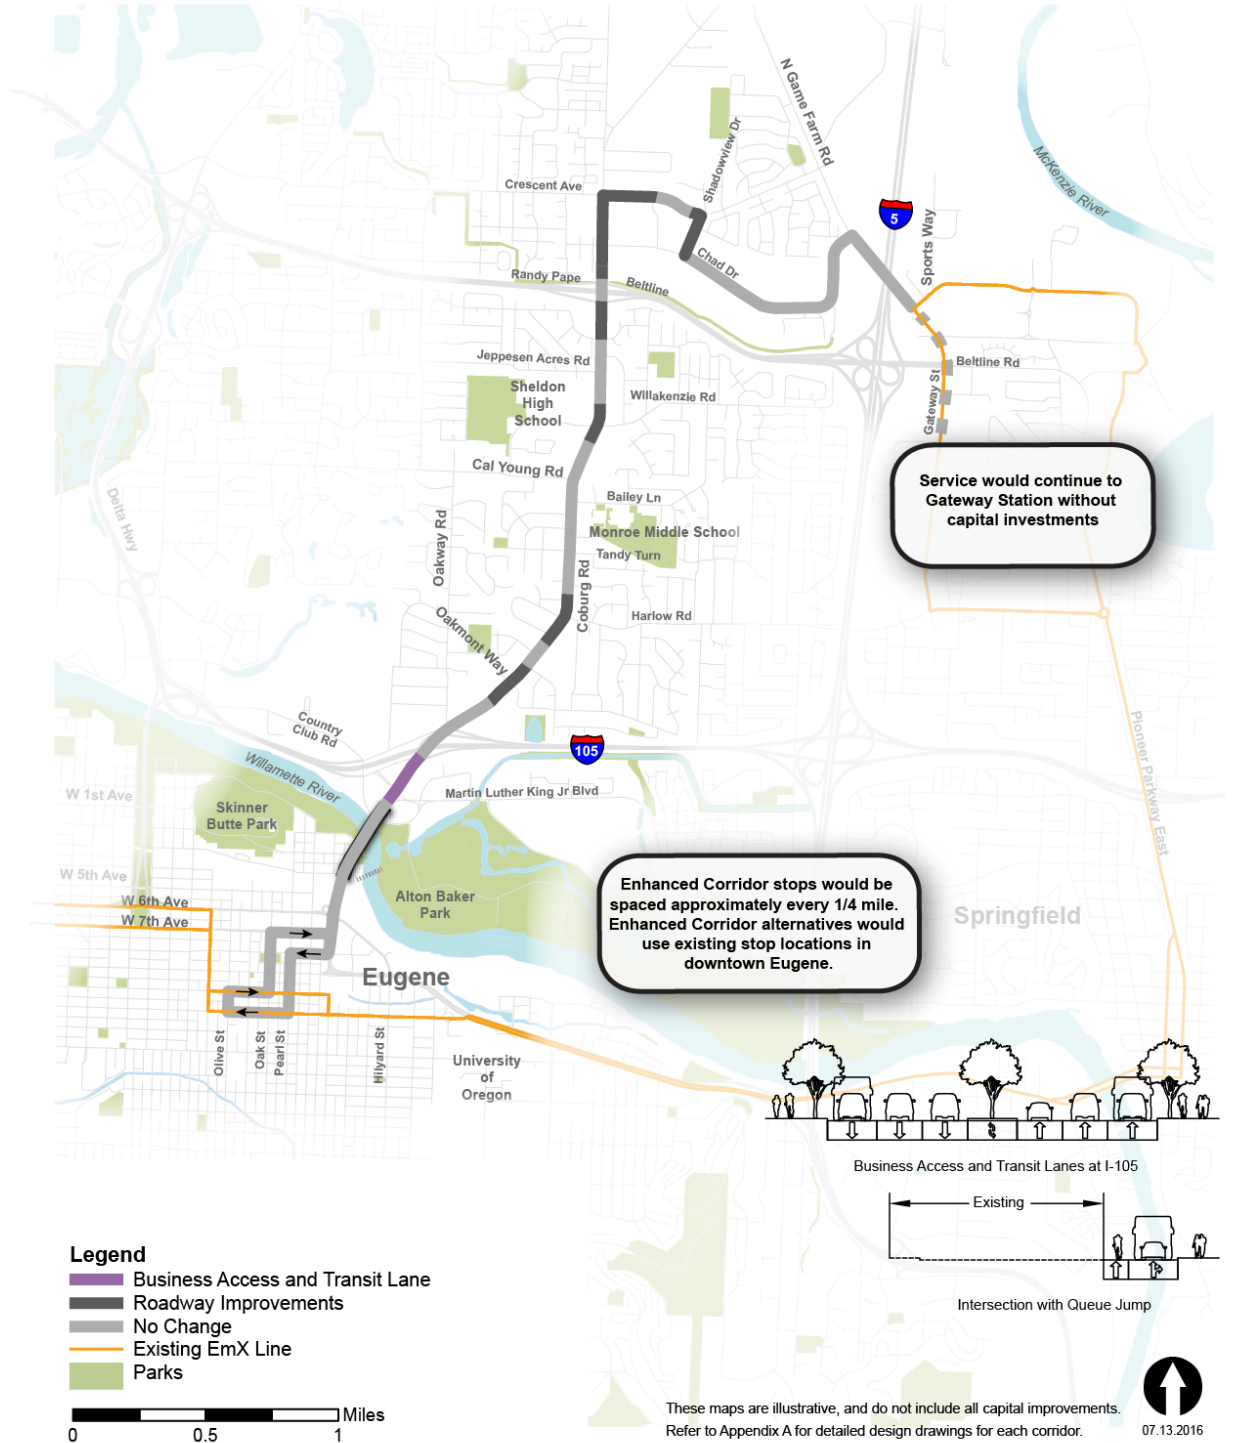 N Game Farm Rd
McKenzie River
Shadowview Dr
Crescent Ave
5
Sports Way
Chad Dr
Randy Pape
Beltline
Jeppesen Acres Rd
Beltline Rd
Sheldon
High
School
Willakenzie Rd
Gateway St
Cal Young Rd
Service would continue to
Gateway Station without
capital investments
Delta Hwy
Bailey Ln
Oakway Rd
Monroe Middle School
Tandy Turn
Coburg Rd
Harlow Rd
Oakmont Way
Country
Club Rd
Pioneer Parkway East
105
Willamette River
W 1st Ave
Martin Luther King Jr Blvd
Skinner
Butte Park
W 5th Ave
Alton Baker
Park
W 6th Ave
W 7th Ave
Enhanced Corridor stops would be
spaced approximately every 1/4 mile.
Enhanced Corridor alternatives would
use existing stop locations in
downtown Eugene.
Springfield
Eugene
Olive St
Oak St
Pearl St
Hilyard St
University
of
Oregon
Business Access and Transit Lanes at I-105
Existing
Intersection with Queue Jump
Legend
Business Access and Transit Lane
Roadway Improvements
No Change
Existing EmX Line
Parks
Miles
0 0.5 1
These maps are illustrative, and do not include all capital improvements.
Refer to Appendix A for detailed design drawings for each corridor.
07.13.2016